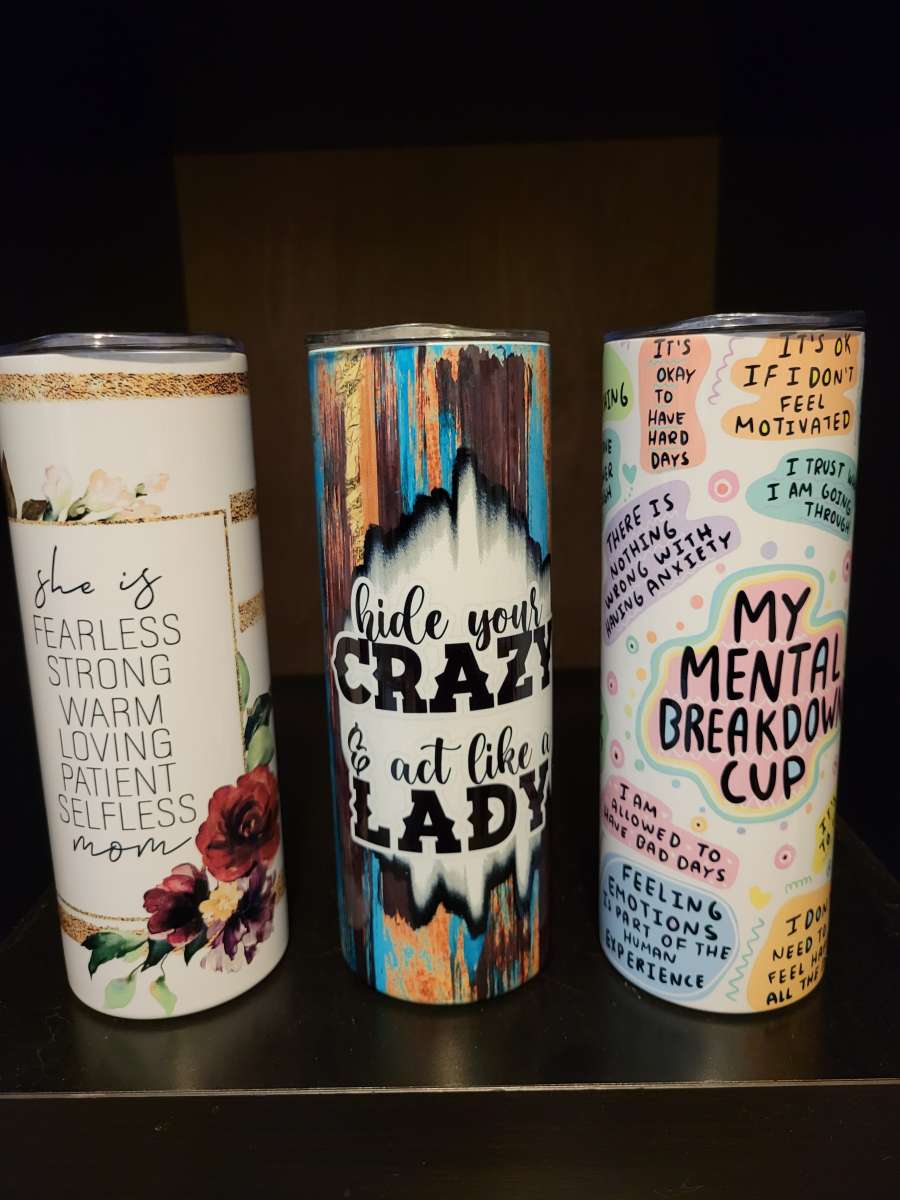 she is
FEARLESS
STRONG
WARM
LOVING
PATIENT
SELFLESS
mom
hide your
CRAZY
& act like a
LADY
IT'S
OKAY
TO
HAVE
HARD
DAYS
IT'S OK
IF I DON'T
FEEL
MOTIVATED
I TRUST
I AM GOING
THROUGH
THERE IS
NOTHING
WRONG WITH
HAVING ANXIETY
MY
MENTAL
BREAKDOWN
CUP
I AM
ALLOWED TO
HAVE BAD DAYS
FEELING
EMOTIONS
IS PART OF THE
HUMAN
EXPERIENCE
I DON
NEED TO
FEEL
ALL THE